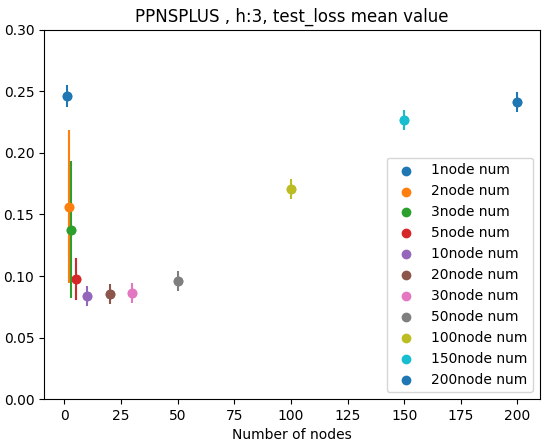 PPNSPLUS , h:3, test_loss mean value
0.30
0.25
0.20
0.15
0.10
0.05
0.00
1node num
2node num
3node num
5node num
10node num
20node num
30node num
50node num
100node num
150node num
200node num
0 25 50 75 100 125 150 175 200
Number of nodes